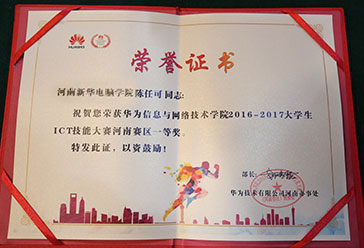 HUAWEI
荣誉证书
河南新华电脑学院陈任可同志:
祝贺您荣获华为信息与网络技术学院2016-2017大学生
ICT技能大赛河南赛区一等奖。
特发此证，以资鼓励!
部长:
华为技术有限公司河南办事处